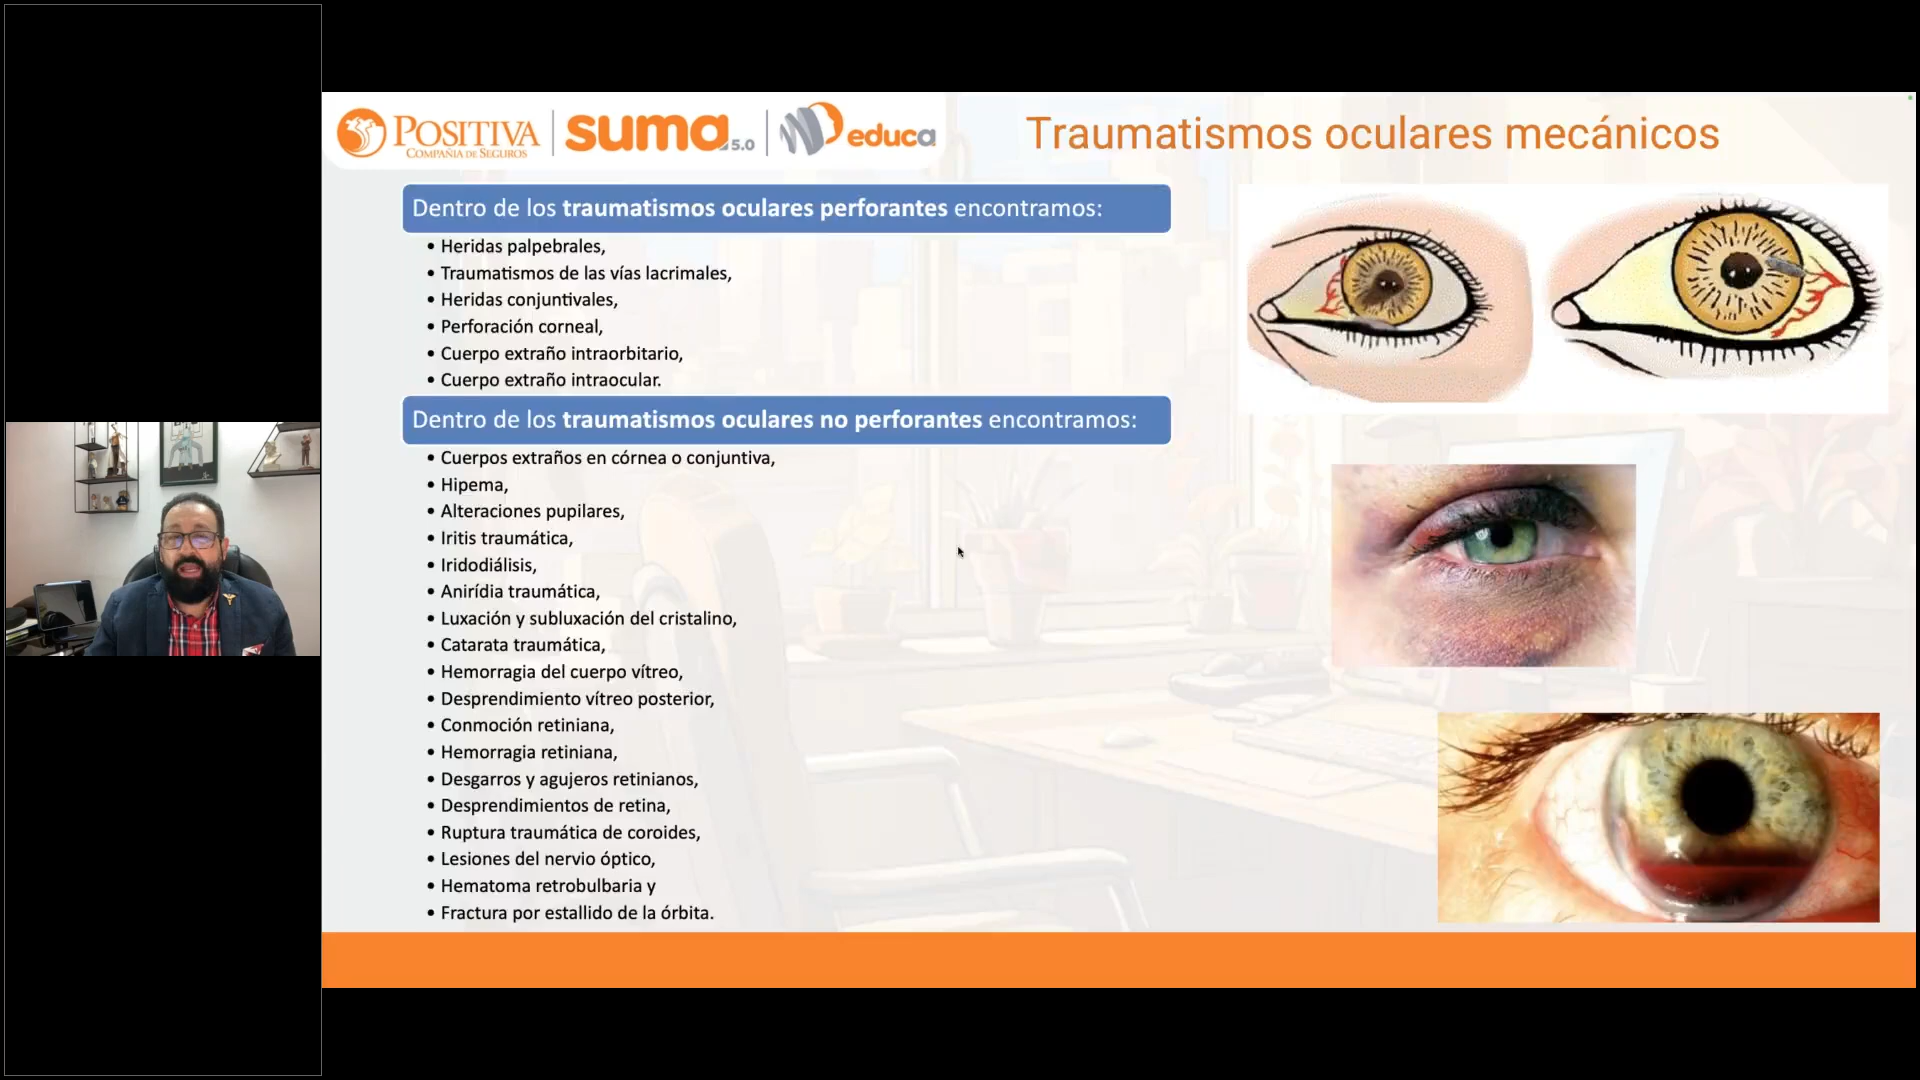 POSITIVA
COMPAÑIA DE SEGUROS
suma 5.0
educa
Traumatismos oculares mecánicos
Dentro de los traumatismos oculares perforantes encontramos:
• Heridas palpebrales,
• Traumatismos de las vías lacrimales,
• Heridas conjuntivales,
• Perforación corneal,
• Cuerpo extraño intraorbitario,
• Cuerpo extraño intraocular.
Dentro de los traumatismos oculares no perforantes encontramos:
• Cuerpos extraños en córnea o conjuntiva,
• Hipema,
• Alteraciones pupilares,
• Iritis traumática,
• Iridodiálisis,
• Anirídia traumática,
• Luxación y subluxación del cristalino,
• Catarata traumática,
• Hemorragia del cuerpo vítreo,
• Desprendimiento vítreo posterior,
• Conmoción retiniana,
• Hemorragia retiniana,
• Desgarros y agujeros retinianos,
• Desprendimientos de retina,
• Ruptura traumática de coroides,
• Lesiones del nervio óptico,
• Hematoma retrobulbaria y
• Fractura por estallido de la órbita.